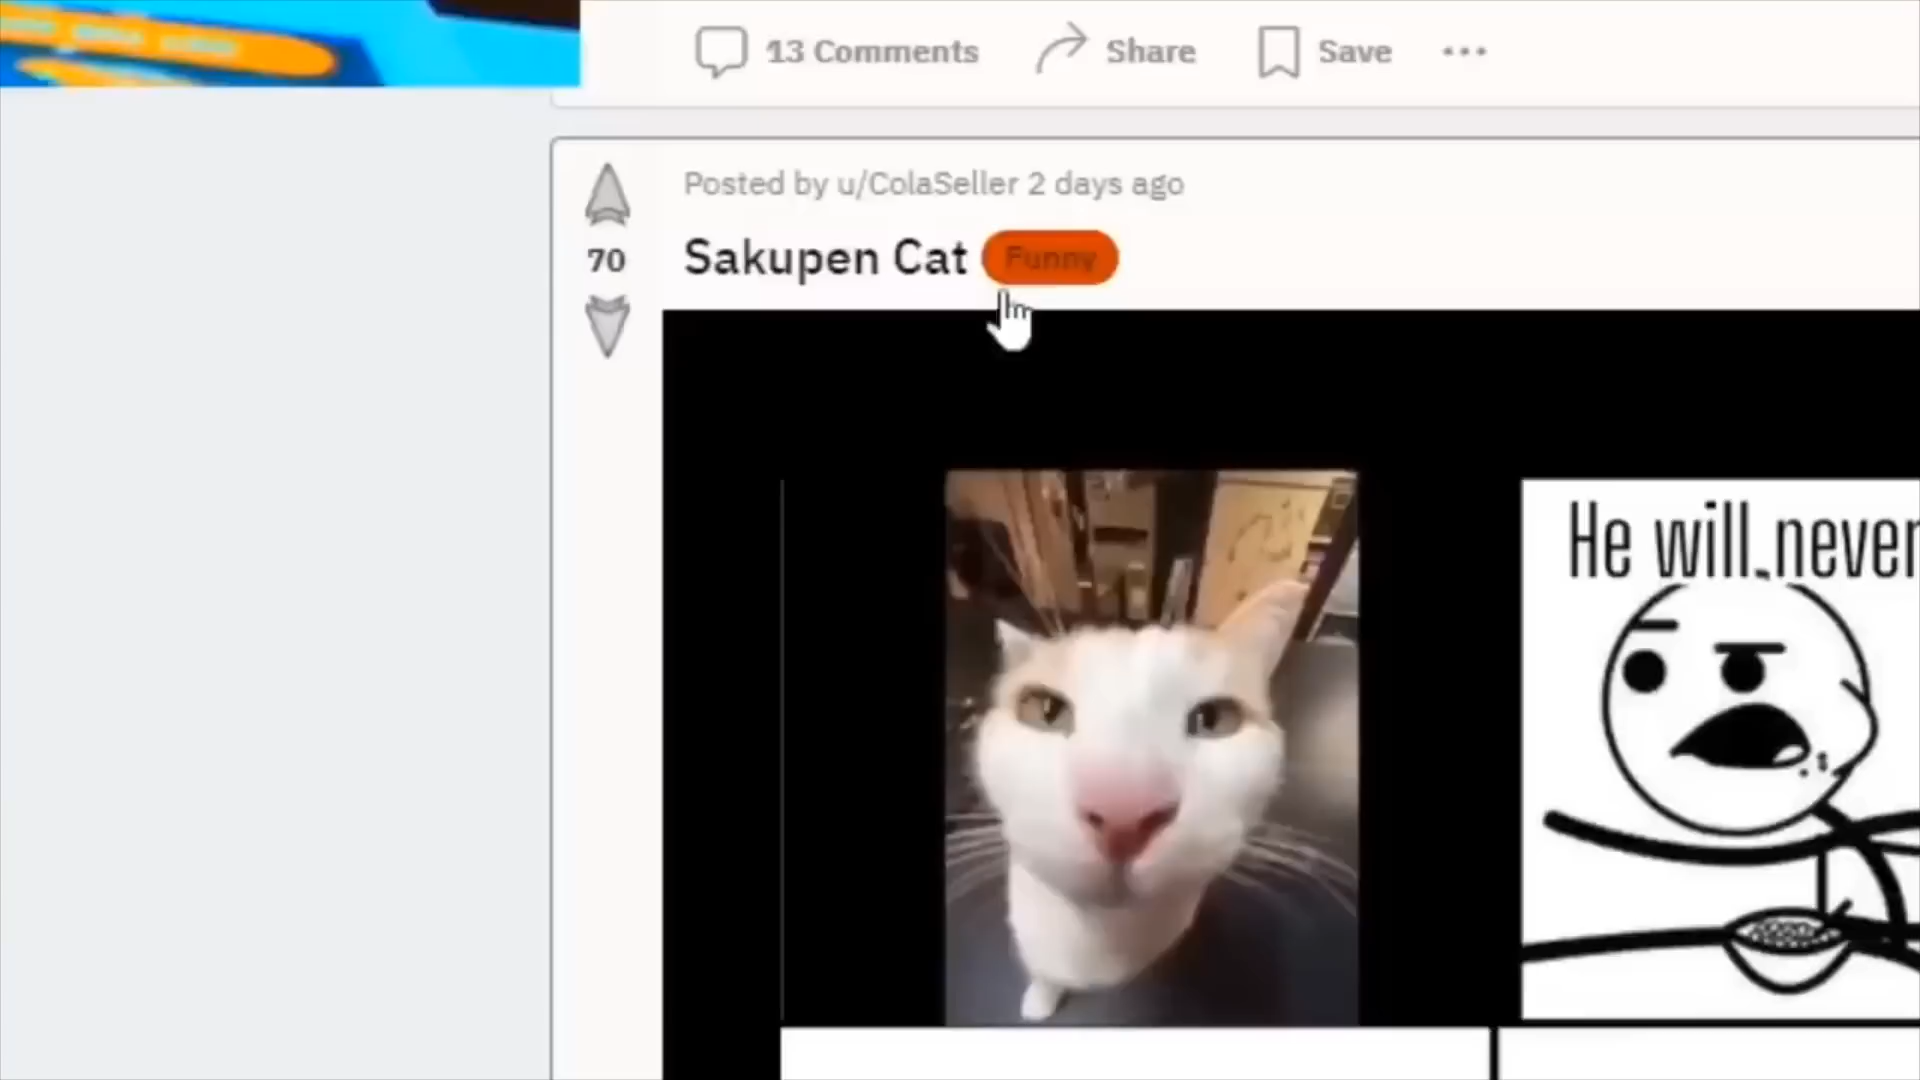 13 Comments
Share
Save
Posted by u/ColaSeller 2 days ago
70
Sakupen Cat
Funny
He will never